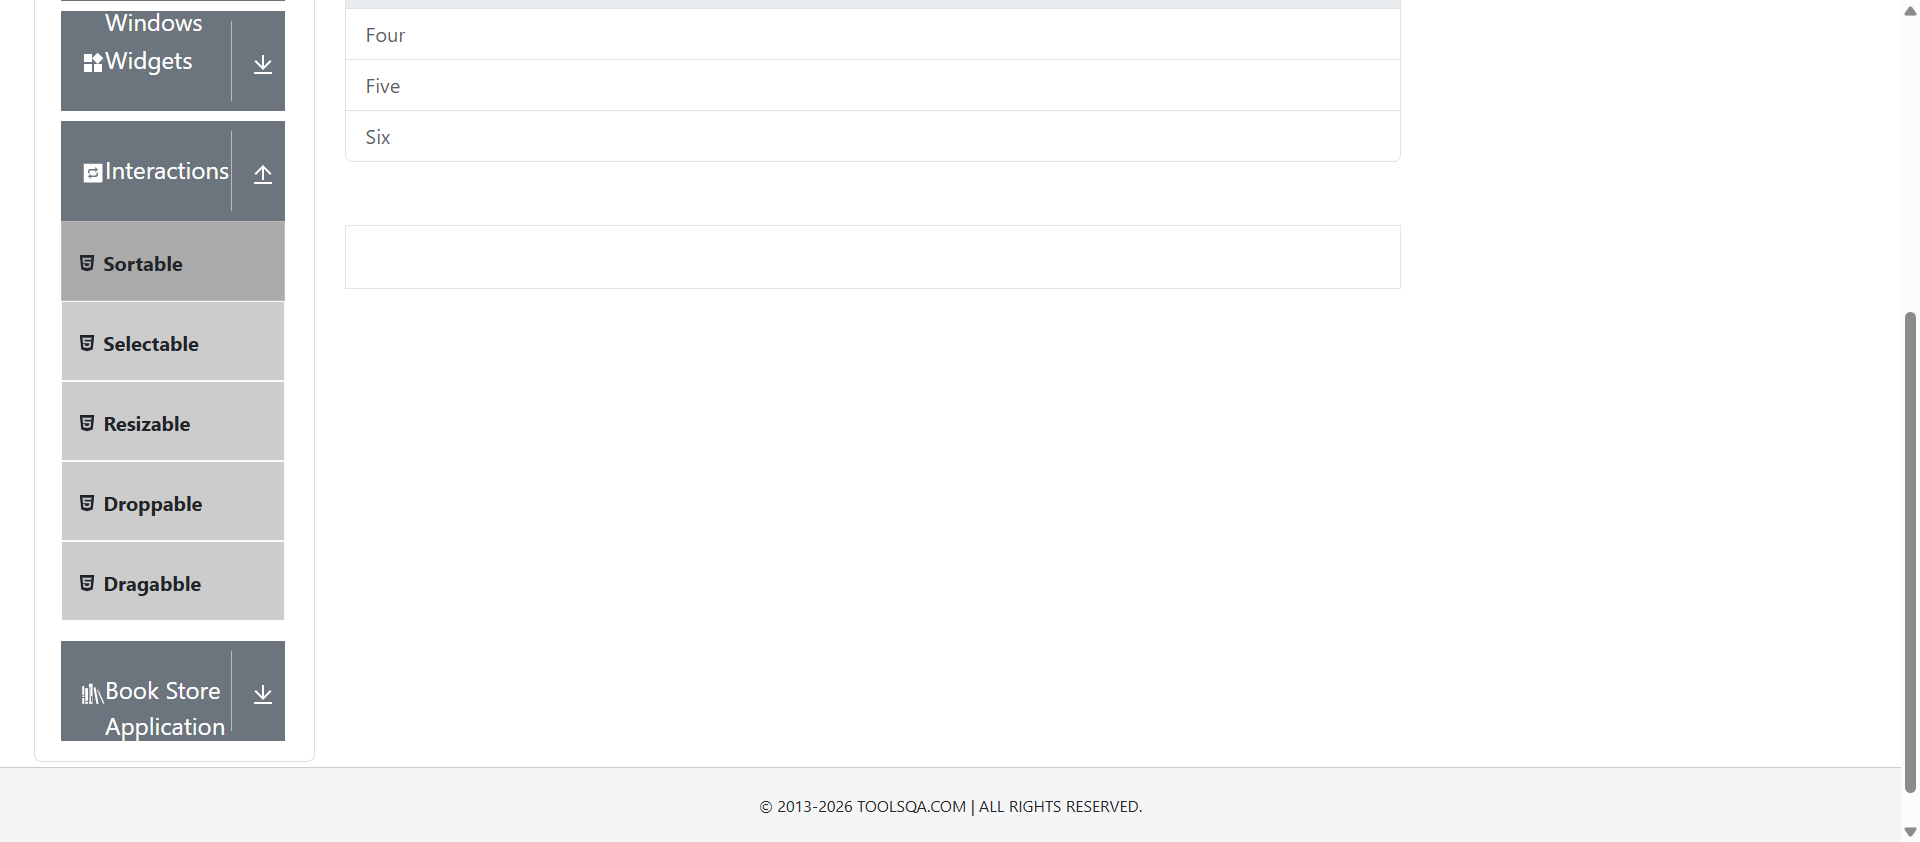 Windows
Widgets
Interactions
Sortable
Selectable
Resizable
Droppable
Dragabble
Book Store
Application
Four
Five
Six
© 2013-2026 TOOLSQA.COM | ALL RIGHTS RESERVED.